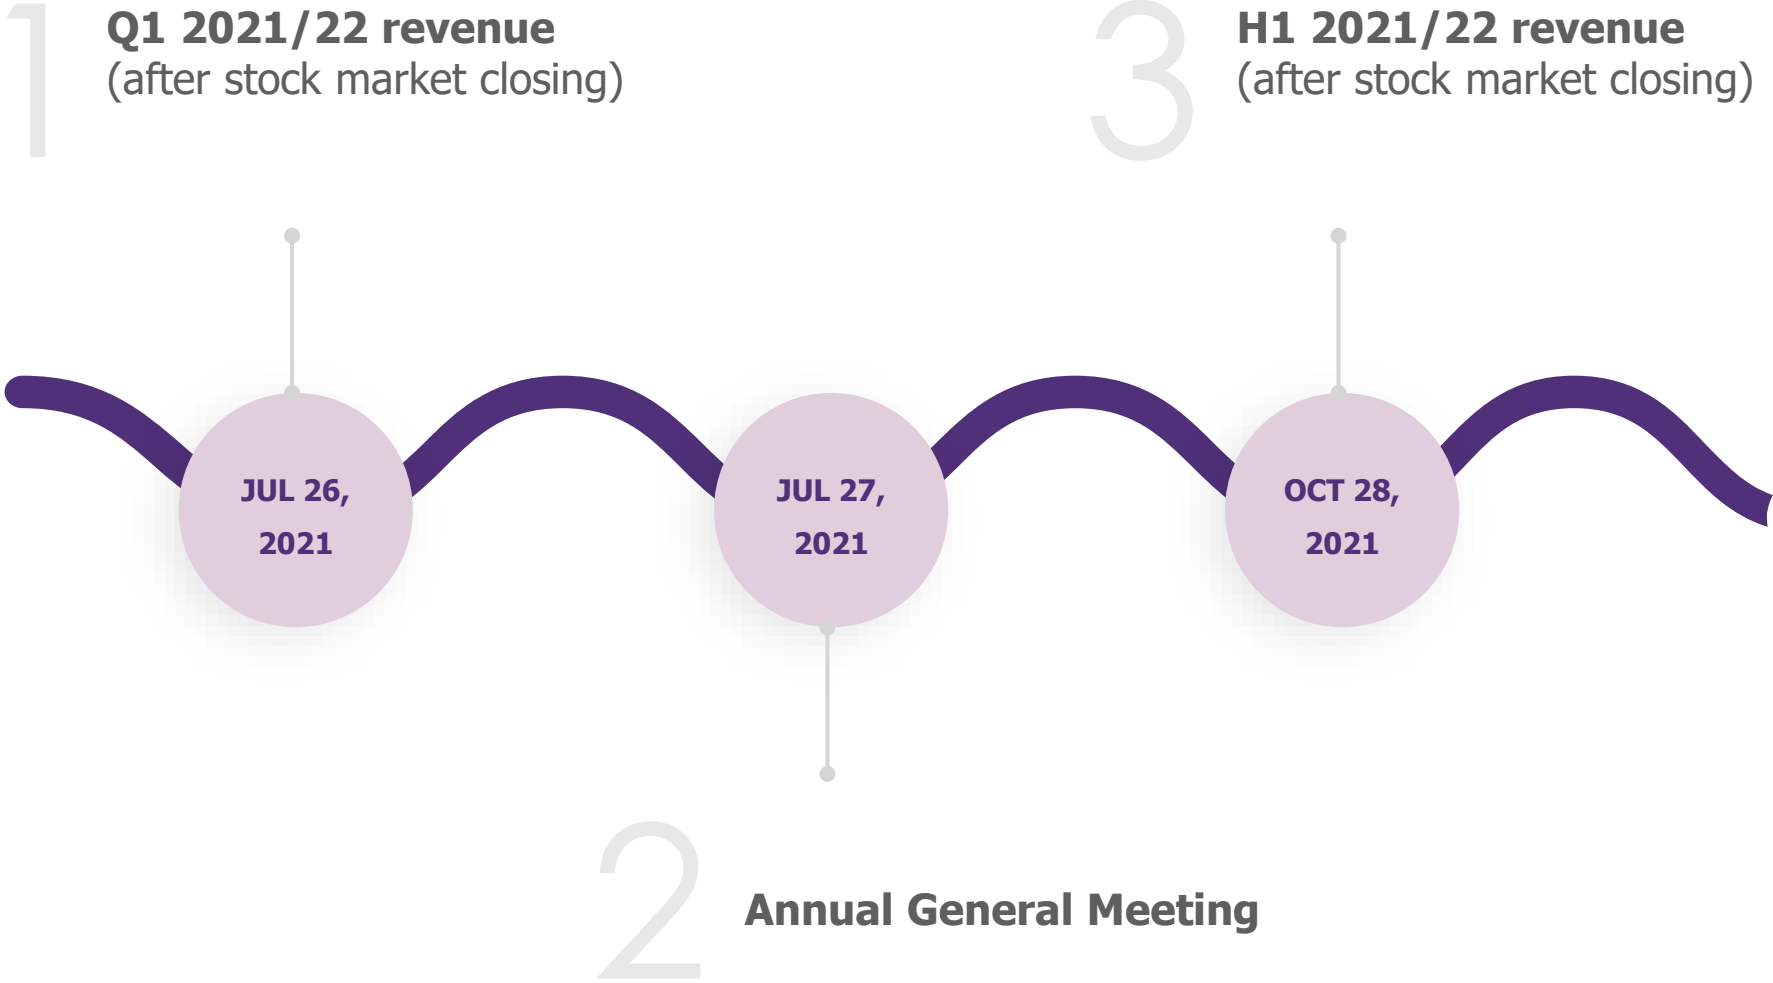 1
Q1 2021/22 revenue
(after stock market closing)
3
H1 2021/22 revenue
(after stock market closing)
JUL 26,
2021
JUL 27,
2021
OCT 28,
2021
2
Annual General Meeting